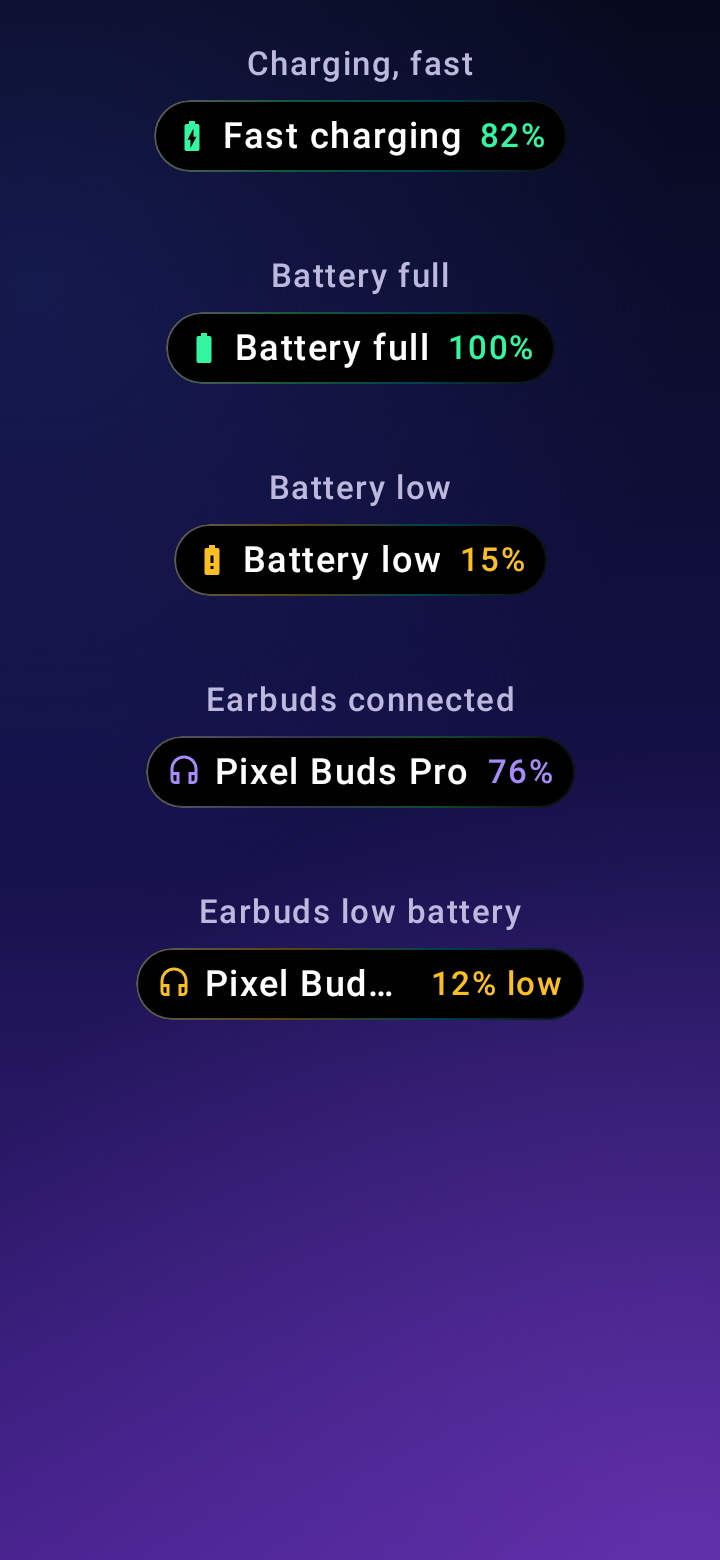 Charging, fast
Fast charging 82%
Battery full
Battery full 100%
Battery low
Battery low 15%
Earbuds connected
Pixel Buds Pro 76%
Earbuds low battery
Pixel Bud... 12% low